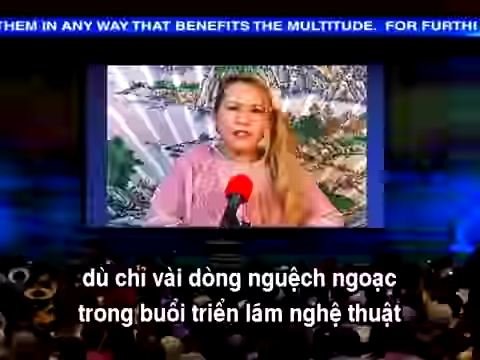 THEM IN ANY WAY THAT BENEFITS THE MULTITUDE. FOR FURTH
dù chỉ vài dòng nguệch ngoạc
trong buổi triển lãm nghệ thuật